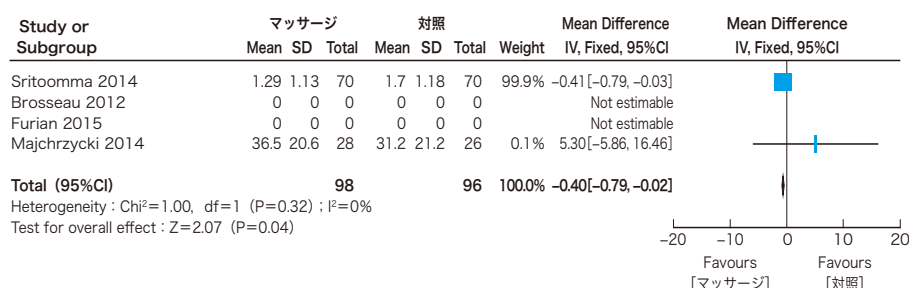 Study or マッサージ 対照 Mean Difference Mean Difference
Subgroup Mean SD Total Mean SD Total Weight IV, Fixed, 95%CI IV, Fixed, 95%CI
Sritoomma 2014 1.29 1.13 70 1.7 1.18 70 99.9% −0.41[−0.79, −0.03]
Brosseau 2012 0 0 0 0 0 0 Not estimable
Furian 2015 0 0 0 0 0 0 Not estimable
Majchrzycki 2014 36.5 20.6 28 31.2 21.2 26 0.1% 5.30[−5.86, 16.46]
Total（95%CI） 98 96 100.0% −0.40[−0.79, −0.02]
Heterogeneity：Chi²＝1.00, df＝1（P＝0.32）；I²＝0%
Test for overall effect：Z＝2.07（P＝0.04）
−20 −10 0 10 20
Favours Favours
［マッサージ］ ［対照］